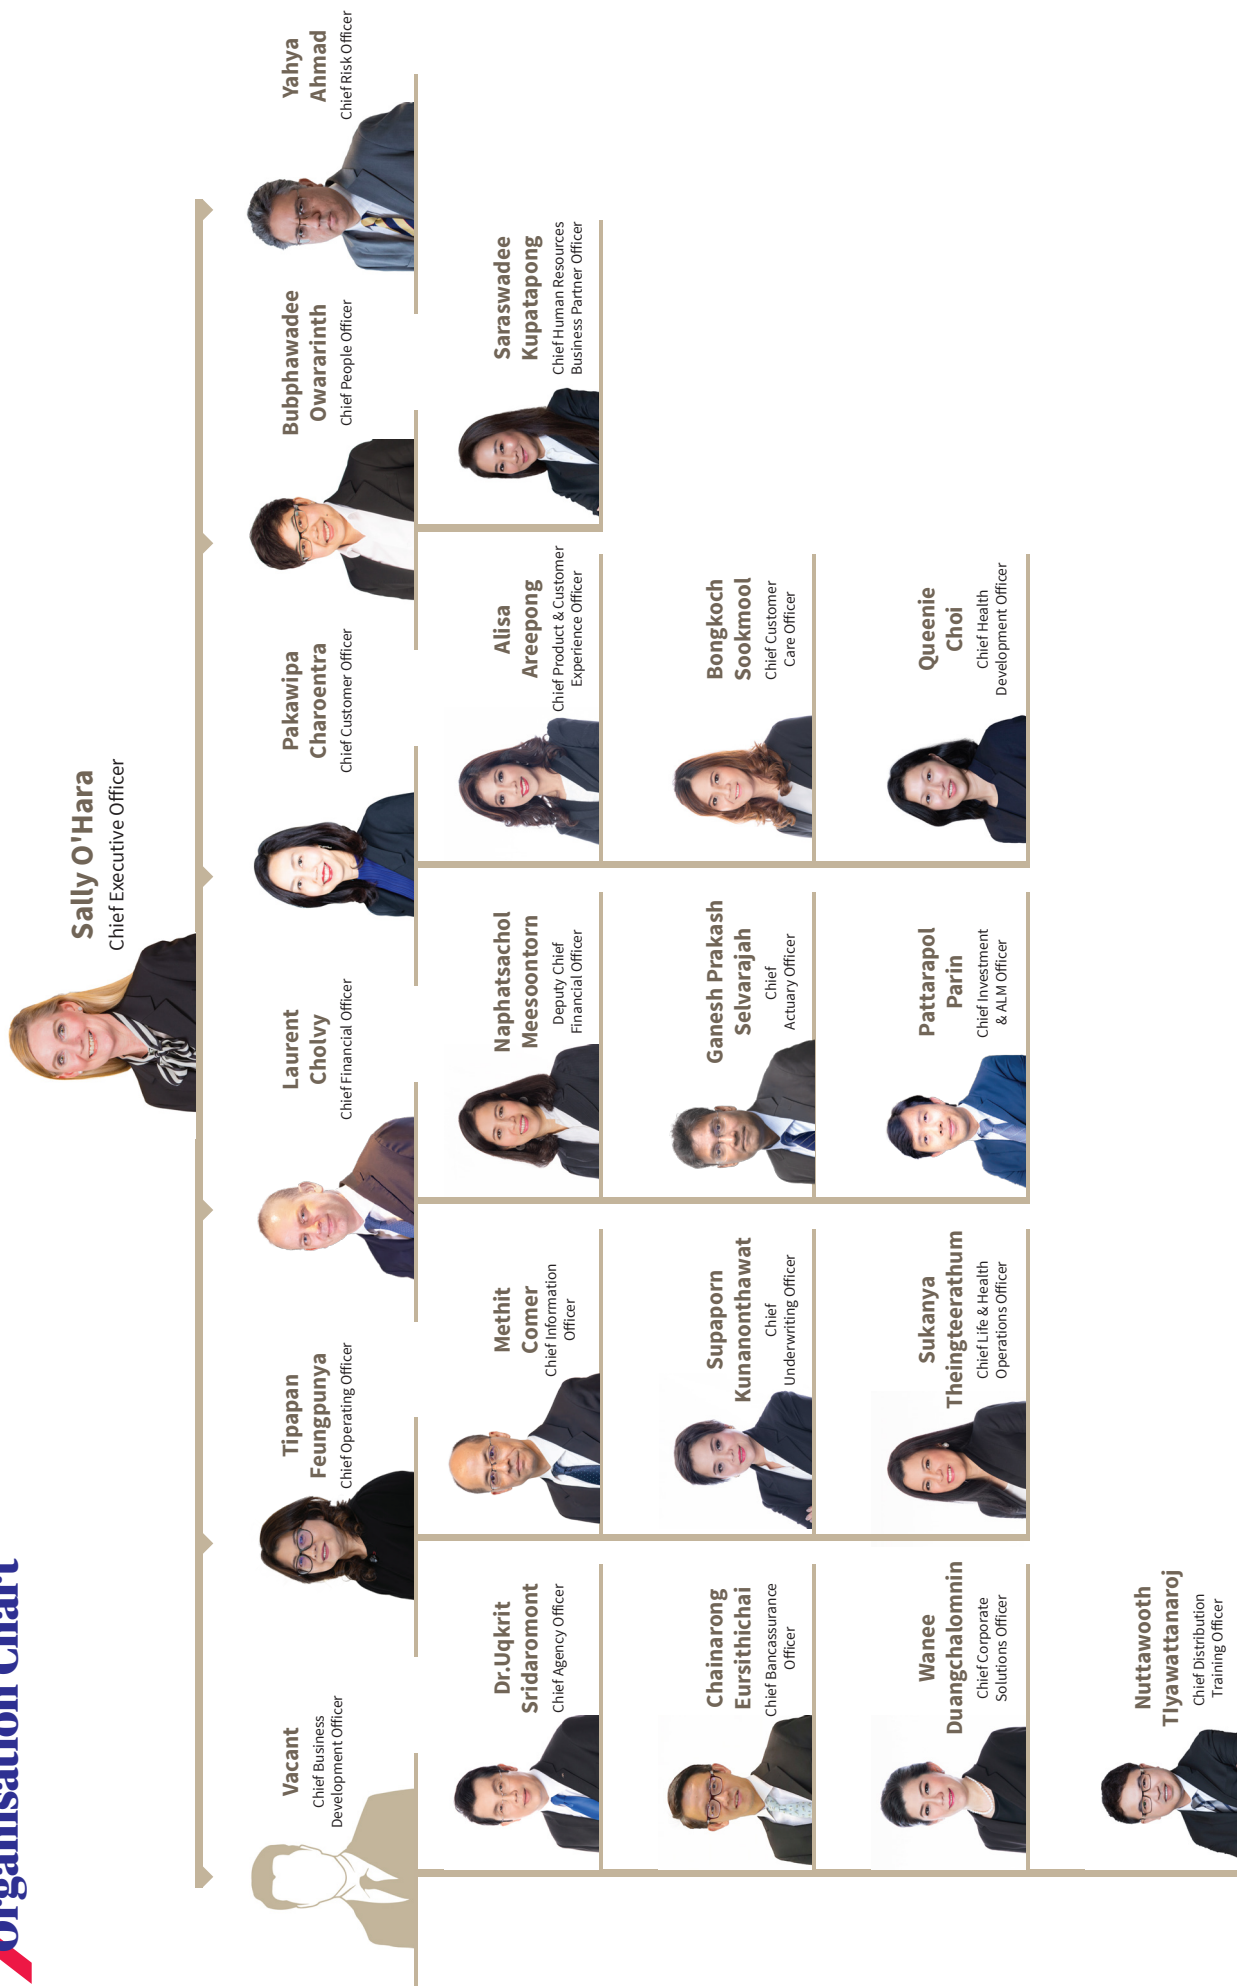 Organisation Chart
Sally O'Hara
Chief Executive Officer
Vacant
Chief Business
Development Officer
Tipapan
Feungpunya
Chief Operating Officer
Laurent
Cholvy
Chief Financial Officer
Pakawipa
Charoentra
Chief Customer Officer
Bubphawadee
Owararinth
Chief People Officer
Yahya
Ahmad
Chief Risk Officer
Dr.Uqkrit
Sridaromont
Chief Agency Officer
Methit
Comer
Chief Information
Officer
Naphatsachol
Meesoontorn
Deputy Chief
Financial Officer
Alisa
Areepong
Chief Product & Customer
Experience Officer
Saraswadee
Kupatapong
Chief Human Resources
Business Partner Officer
Chainarong
Eursithichai
Chief Bancassurance
Officer
Supaporn
Kunanonthawat
Chief
Underwriting Officer
Ganesh Prakash
Selvarajah
Chief
Actuary Officer
Bongkoch
Sookmool
Chief Customer
Care Officer
Wanee
Duangchalomnin
Chief Corporate
Solutions Officer
Sukanya
Theingteerathum
Chief Life & Health
Operations Officer
Pattarapol
Parin
Chief Investment
& ALM Officer
Queenie
Choi
Chief Health
Development Officer
Nuttawooth
TIyawattanaroj
Chief Distribution
Training Officer